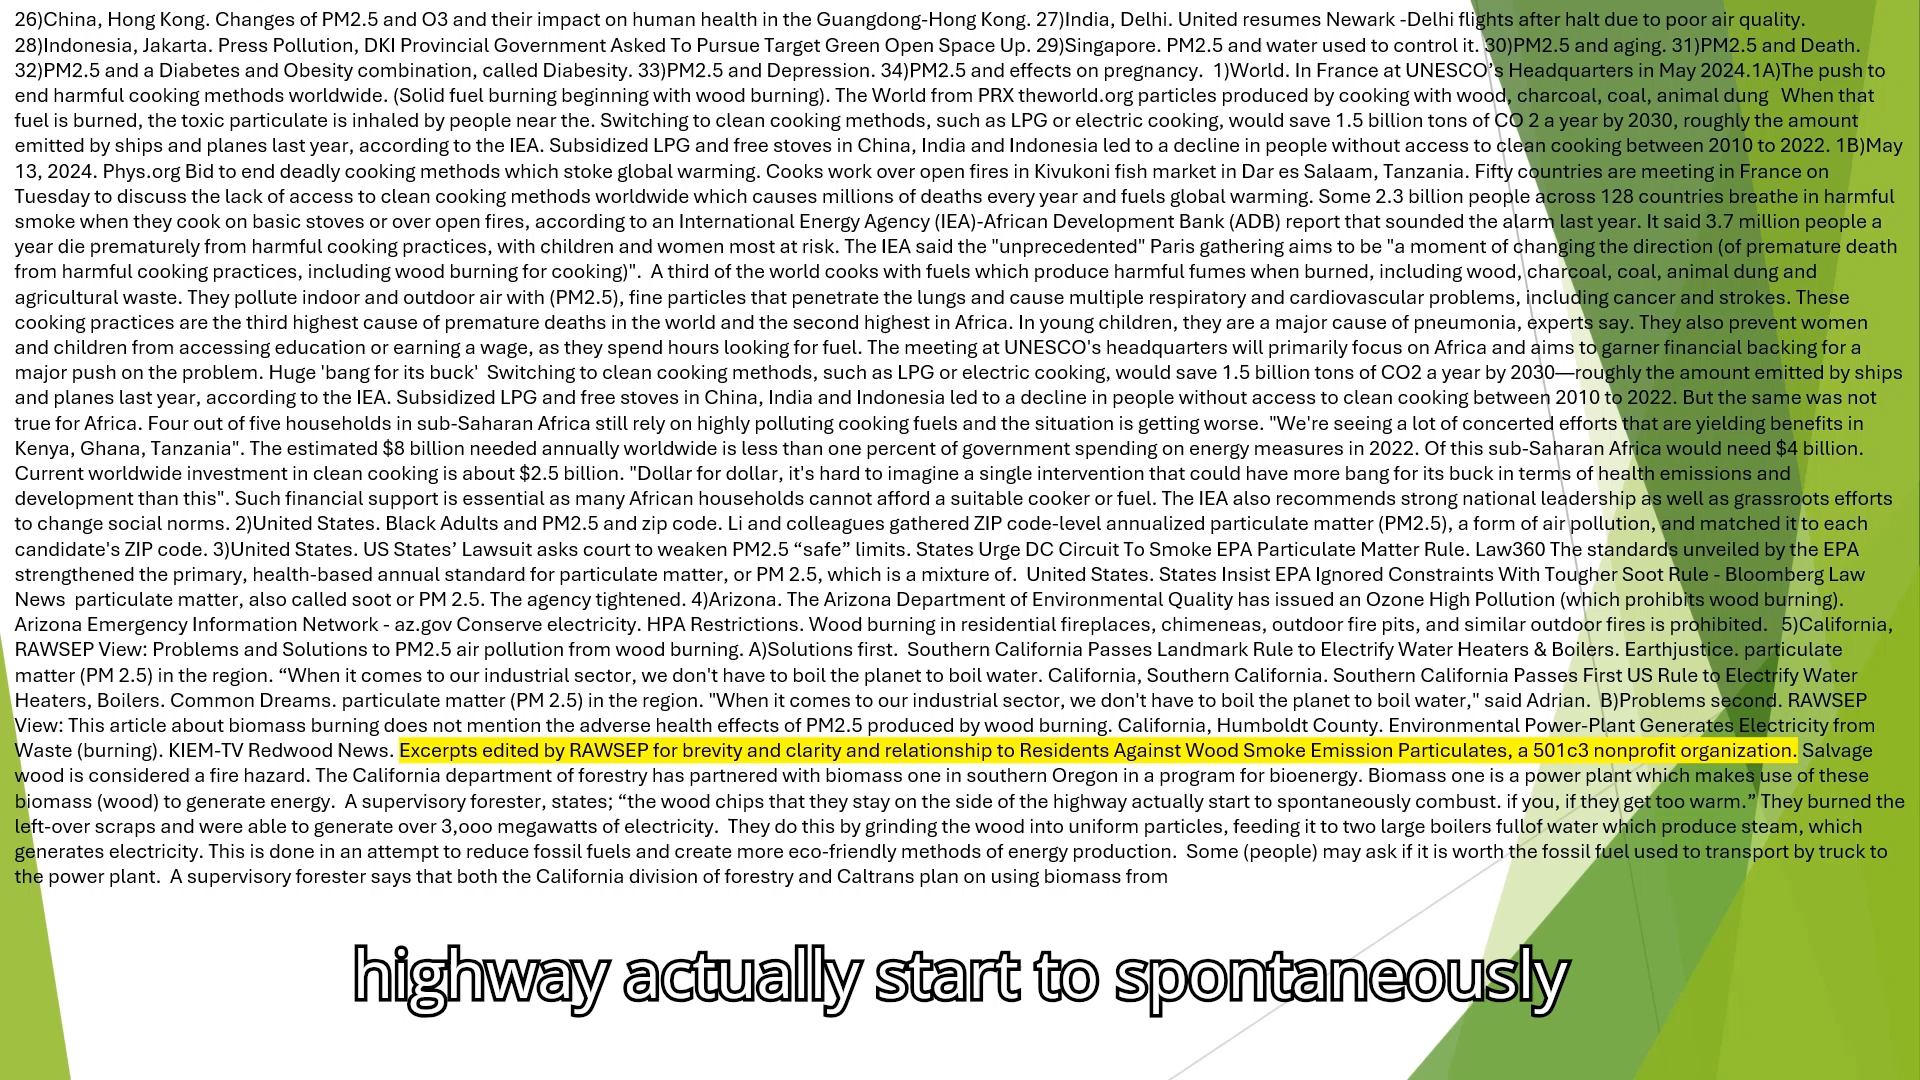 26)China, Hong Kong. Changes of PM2.5 and O3 and their impact on human health in the Guangdong-Hong Kong. 27)India, Delhi. United resumes Newark -Delhi flights after halt due to poor air quality.
28)Indonesia, Jakarta. Press Pollution, DKI Provincial Government Asked To Pursue Target Green Open Space Up. 29)Singapore. PM2.5 and water used to control it. 30)PM2.5 and aging. 31)PM2.5 and Death.
32)PM2.5 and a Diabetes and Obesity combination, called Diabesity. 33)PM2.5 and Depression. 34)PM2.5 and effects on pregnancy.  1)World. In France at UNESCO’s Headquarters in May 2024.1A)The push to
end harmful cooking methods worldwide. (Solid fuel burning beginning with wood burning). The World from PRX theworld.org particles produced by cooking with wood, charcoal, coal, animal dung   When that
fuel is burned, the toxic particulate is inhaled by people near the. Switching to clean cooking methods, such as LPG or electric cooking, would save 1.5 billion tons of CO 2 a year by 2030, roughly the amount
emitted by ships and planes last year, according to the IEA. Subsidized LPG and free stoves in China, India and Indonesia led to a decline in people without access to clean cooking between 2010 to 2022. 1B)May
13, 2024. Phys.org Bid to end deadly cooking methods which stoke global warming. Cooks work over open fires in Kivukoni fish market in Dar es Salaam, Tanzania. Fifty countries are meeting in France on
Tuesday to discuss the lack of access to clean cooking methods worldwide which causes millions of deaths every year and fuels global warming. Some 2.3 billion people across 128 countries breathe in harmful
smoke when they cook on basic stoves or over open fires, according to an International Energy Agency (IEA)-African Development Bank (ADB) report that sounded the alarm last year. It said 3.7 million people a
year die prematurely from harmful cooking practices, with children and women most at risk. The IEA said the "unprecedented" Paris gathering aims to be "a moment of changing the direction (of premature death
from harmful cooking practices, including wood burning for cooking)".  A third of the world cooks with fuels which produce harmful fumes when burned, including wood, charcoal, coal, animal dung and
agricultural waste. They pollute indoor and outdoor air with (PM2.5), fine particles that penetrate the lungs and cause multiple respiratory and cardiovascular problems, including cancer and strokes. These
cooking practices are the third highest cause of premature deaths in the world and the second highest in Africa. In young children, they are a major cause of pneumonia, experts say. They also prevent women
and children from accessing education or earning a wage, as they spend hours looking for fuel. The meeting at UNESCO's headquarters will primarily focus on Africa and aims to garner financial backing for a
major push on the problem. Huge 'bang for its buck'  Switching to clean cooking methods, such as LPG or electric cooking, would save 1.5 billion tons of CO2 a year by 2030—roughly the amount emitted by ships
and planes last year, according to the IEA. Subsidized LPG and free stoves in China, India and Indonesia led to a decline in people without access to clean cooking between 2010 to 2022. But the same was not
true for Africa. Four out of five households in sub-Saharan Africa still rely on highly polluting cooking fuels and the situation is getting worse. "We're seeing a lot of concerted efforts that are yielding benefits in
Kenya, Ghana, Tanzania". The estimated $8 billion needed annually worldwide is less than one percent of government spending on energy measures in 2022. Of this sub-Saharan Africa would need $4 billion.
Current worldwide investment in clean cooking is about $2.5 billion. "Dollar for dollar, it's hard to imagine a single intervention that could have more bang for its buck in terms of health emissions and
development than this". Such financial support is essential as many African households cannot afford a suitable cooker or fuel. The IEA also recommends strong national leadership as well as grassroots efforts
to change social norms. 2)United States. Black Adults and PM2.5 and zip code. Li and colleagues gathered ZIP code-level annualized particulate matter (PM2.5), a form of air pollution, and matched it to each
candidate's ZIP code. 3)United States. US States’ Lawsuit asks court to weaken PM2.5 “safe” limits. States Urge DC Circuit To Smoke EPA Particulate Matter Rule. Law360 The standards unveiled by the EPA
strengthened the primary, health-based annual standard for particulate matter, or PM 2.5, which is a mixture of.  United States. States Insist EPA Ignored Constraints With Tougher Soot Rule - Bloomberg Law
News  particulate matter, also called soot or PM 2.5. The agency tightened. 4)Arizona. The Arizona Department of Environmental Quality has issued an Ozone High Pollution (which prohibits wood burning).
Arizona Emergency Information Network - az.gov Conserve electricity. HPA Restrictions. Wood burning in residential fireplaces, chimeneas, outdoor fire pits, and similar outdoor fires is prohibited.   5)California,
RAWSEP View: Problems and Solutions to PM2.5 air pollution from wood burning. A)Solutions first.  Southern California Passes Landmark Rule to Electrify Water Heaters & Boilers. Earthjustice. particulate
matter (PM 2.5) in the region. “When it comes to our industrial sector, we don't have to boil the planet to boil water. California, Southern California. Southern California Passes First US Rule to Electrify Water
Heaters, Boilers. Common Dreams. particulate matter (PM 2.5) in the region. "When it comes to our industrial sector, we don't have to boil the planet to boil water," said Adrian.  B)Problems second. RAWSEP
View: This article about biomass burning does not mention the adverse health effects of PM2.5 produced by wood burning. California, Humboldt County. Environmental Power-Plant Generates Electricity from
Waste (burning). KIEM-TV Redwood News. Excerpts edited by RAWSEP for brevity and clarity and relationship to Residents Against Wood Smoke Emission Particulates, a 501c3 nonprofit organization. Salvage
wood is considered a fire hazard. The California department of forestry has partnered with biomass one in southern Oregon in a program for bioenergy. Biomass one is a power plant which makes use of these
biomass (wood) to generate energy.  A supervisory forester, states; “the wood chips that they stay on the side of the highway actually start to spontaneously combust. if you, if they get too warm.” They burned the
left-over scraps and were able to generate over 3,ooo megawatts of electricity.  They do this by grinding the wood into uniform particles, feeding it to two large boilers fullof water which produce steam, which
generates electricity. This is done in an attempt to reduce fossil fuels and create more eco-friendly methods of energy production.  Some (people) may ask if it is worth the fossil fuel used to transport by truck to
the power plant.  A supervisory forester says that both the California division of forestry and Caltrans plan on using biomass from
highway actually start to spontaneously